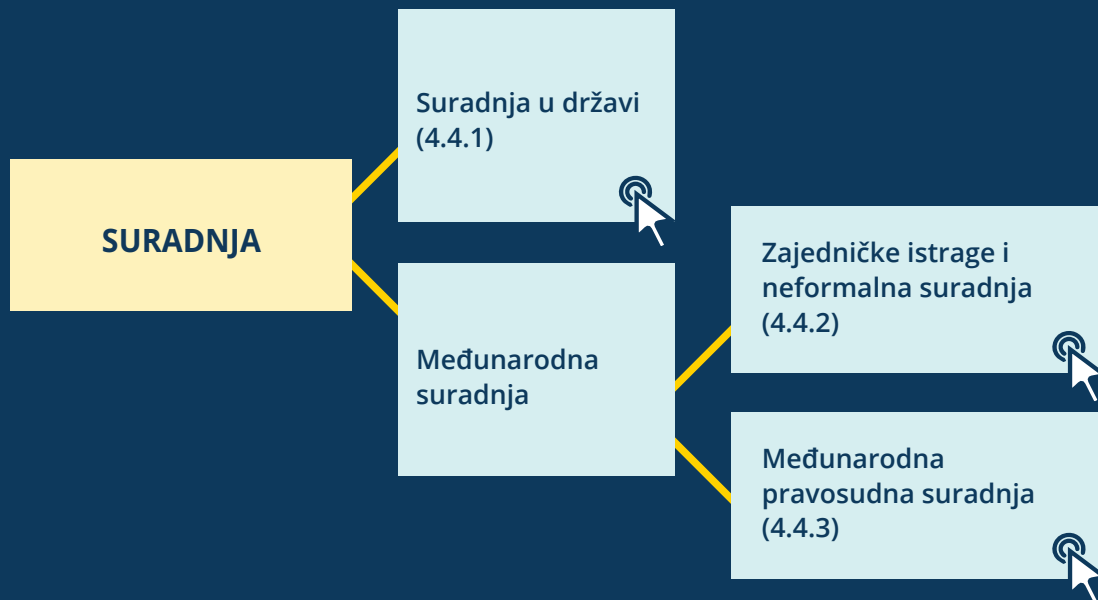 SURADNJA
Suradnja u državi
(4.4.1)
Međunarodna
suradnja
Zajedničke istrage i
neformalna suradnja
(4.4.2)
Međunarodna
pravosudna suradnja
(4.4.3)